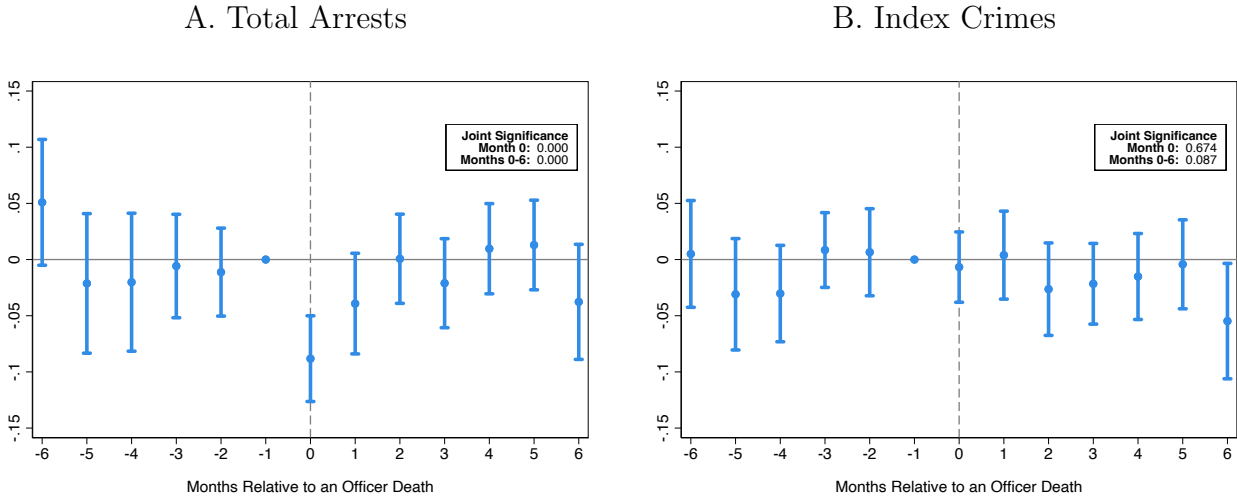 A. Total Arrests
.15
.1
.05
0
-.05
-.1
-.15
Joint Significance
Month 0: 0.000
Months 0-6: 0.000
-6 -5 -4 -3 -2 -1 0 1 2 3 4 5 6
Months Relative to an Officer Death
B. Index Crimes
.15
.1
.05
0
-.05
-.1
-.15
Joint Significance
Month 0: 0.674
Months 0-6: 0.087
-6 -5 -4 -3 -2 -1 0 1 2 3 4 5 6
Months Relative to an Officer Death